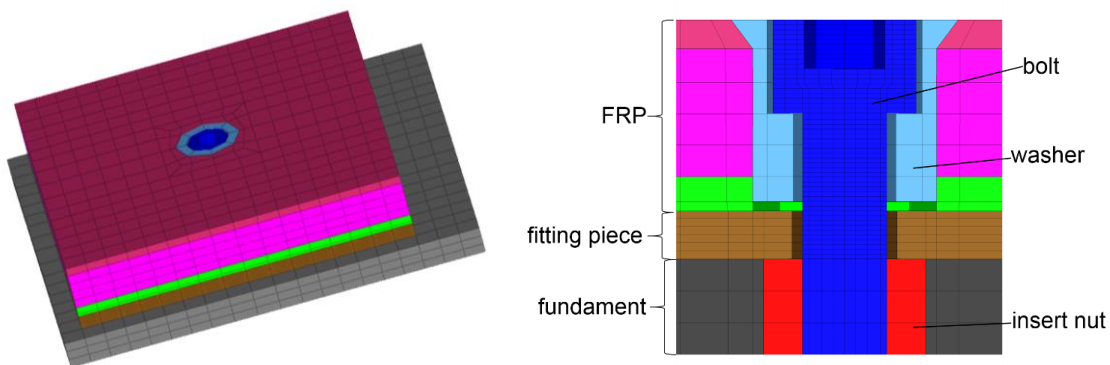 bolt
FRP
washer
fitting piece
fundament
insert nut